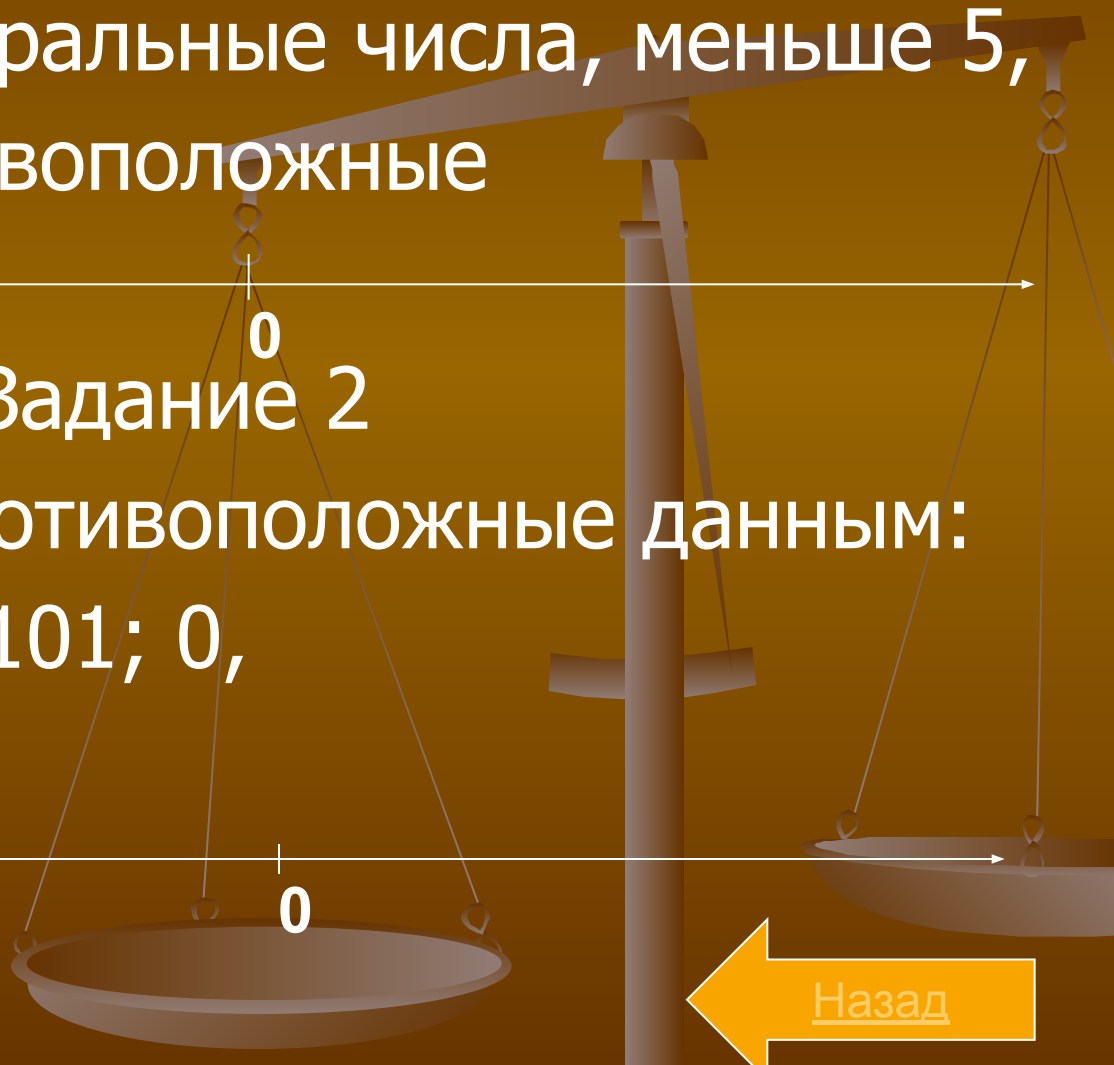 ральные числа, меньше 5,
воположные
0
Задание 2
отивоположные данным:
101; 0,
0
Назад